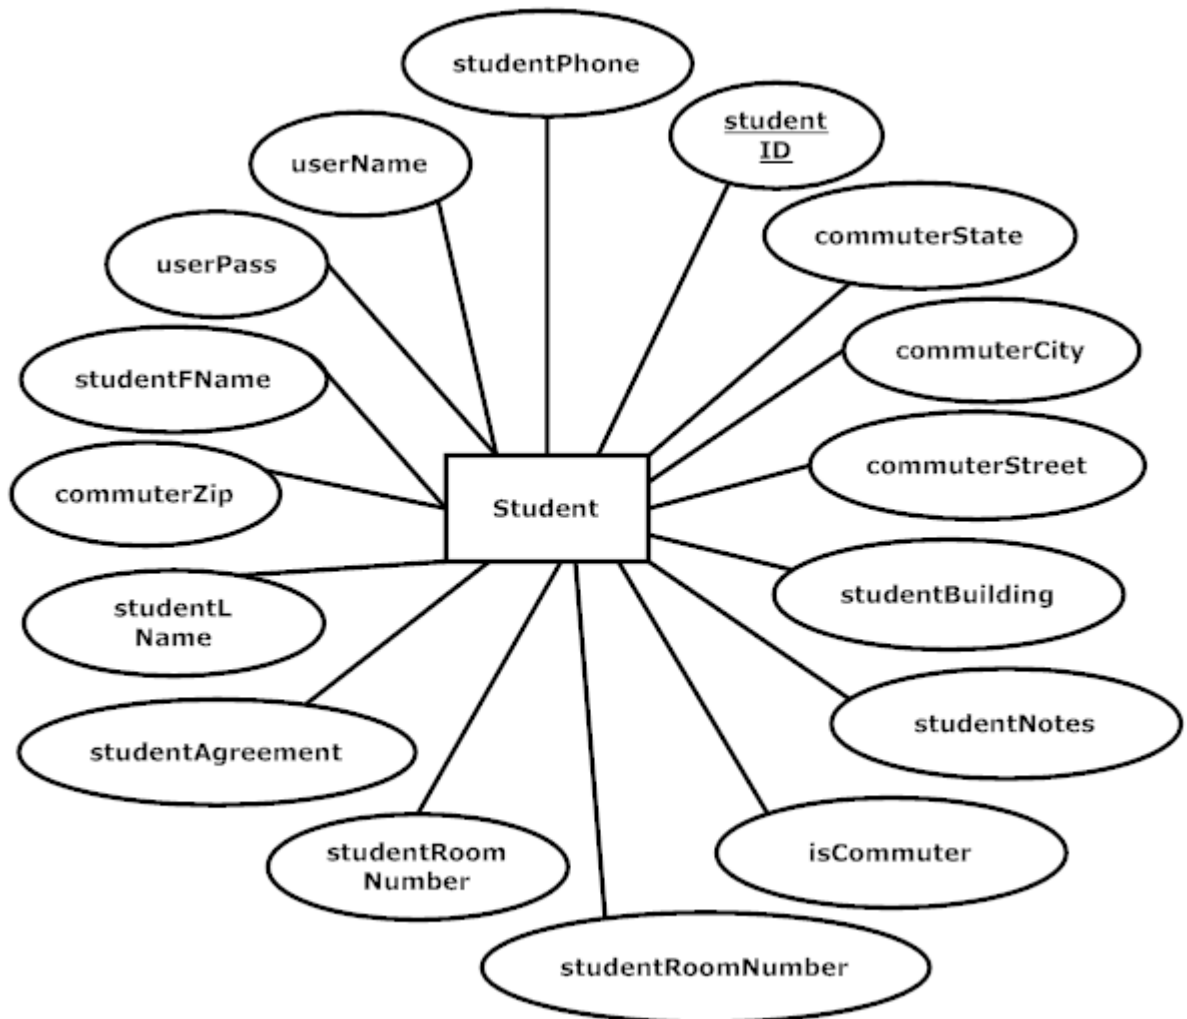 studentPhone
student
ID
userName
commuterState
userPass
commuterCity
studentFName
commuterStreet
commuterZip
Student
studentBuilding
studentL
Name
studentNotes
studentAgreement
studentRoom
Number
isCommuter
studentRoomNumber